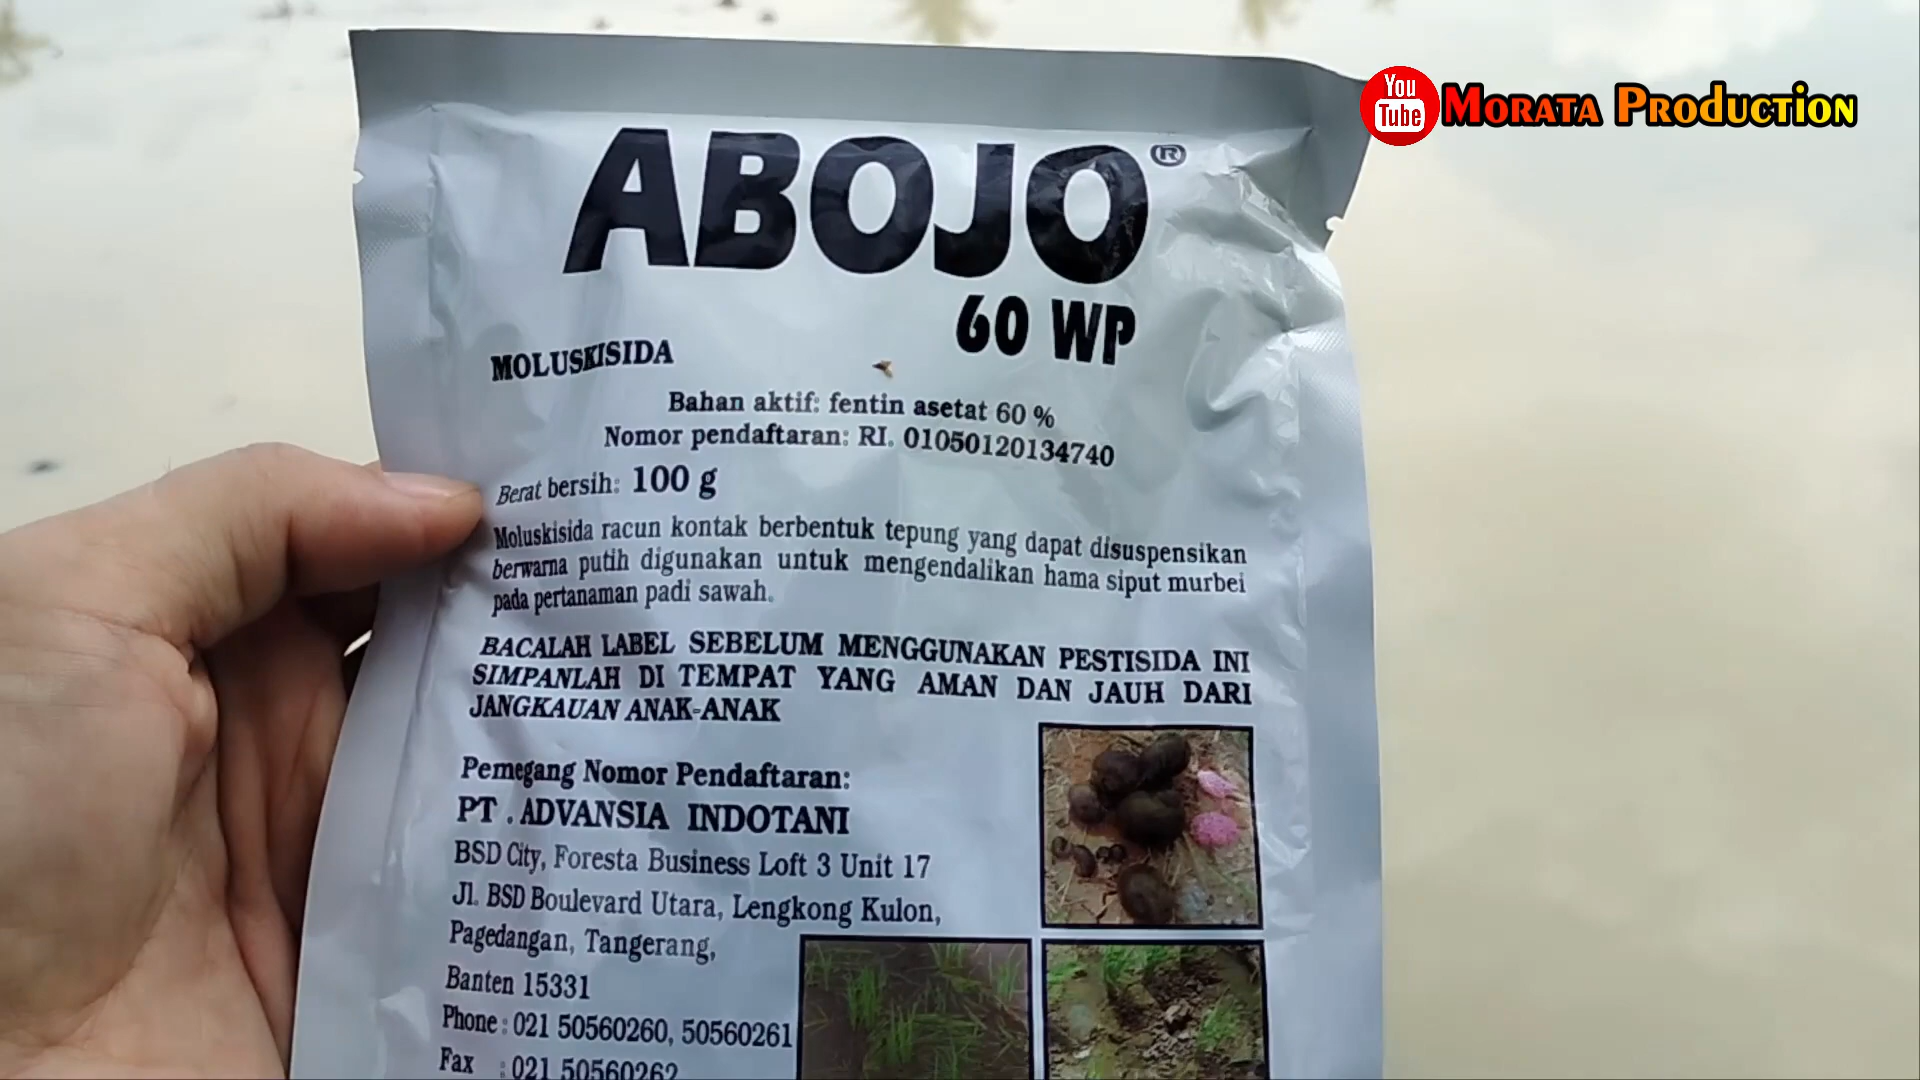 You
Tube
Morata Production
ABOJO®
60 WP
MOLUSKISIDA
Bahan aktif: fentin asetat 60 %
Nomor pendaftaran: RI. 01050120134740
Berat bersih: 100 g
Moluskisida racun kontak berbentuk tepung yang dapat disuspensikan
berwarna putih digunakan untuk mengendalikan hama siput murbei
pada pertanaman padi sawah.
BACALAH LABEL SEBELUM MENGGUNAKAN PESTISIDA INI
SIMPANLAH DI TEMPAT YANG AMAN DAN JAUH DARI
JANGKAUAN ANAK-ANAK
Pemegang Nomor Pendaftaran:
PT . ADVANSIA INDOTANI
BSD City, Foresta Business Loft 3 Unit 17
Jl. BSD Boulevard Utara, Lengkong Kulon,
Pagedangan, Tangerang,
Banten 15331
Phone : 021 50560260, 50560261
Fax : 021 50560262